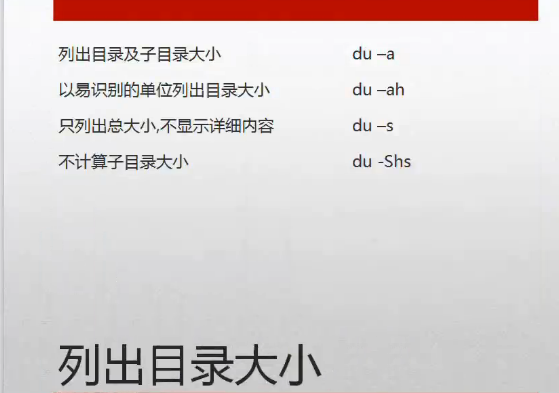 列出目录及子目录大小 du –a
以易识别的单位列出目录大小 du –ah
只列出总大小,不显示详细内容 du –s
不计算子目录大小 du -Shs
列出目录大小